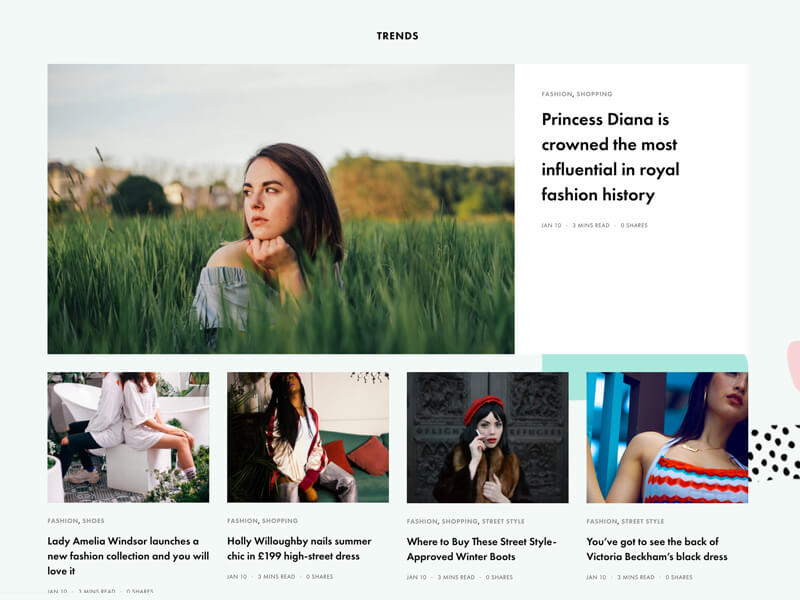 TRENDS
FASHION, SHOPPING
Princess Diana is
crowned the most
influential in royal
fashion history
JAN 10 · 3 MINS READ · 0 SHARES
FASHION, SHOES
Lady Amelia Windsor launches a
new fashion collection and you will
love it
JAN 10 · 3 MINS READ · 0 SHARES
FASHION, SHOPPING
Holly Willoughby nails summer
chic in £199 high-street dress
JAN 10 · 3 MINS READ · 0 SHARES
FASHION, SHOPPING, STREET STYLE
Where to Buy These Street Style-
Approved Winter Boots
JAN 10 · 3 MINS READ · 0 SHARES
FASHION, STREET STYLE
You’ve got to see the back of
Victoria Beckham’s black dress
JAN 10 · 3 MINS READ · 0 SHARES